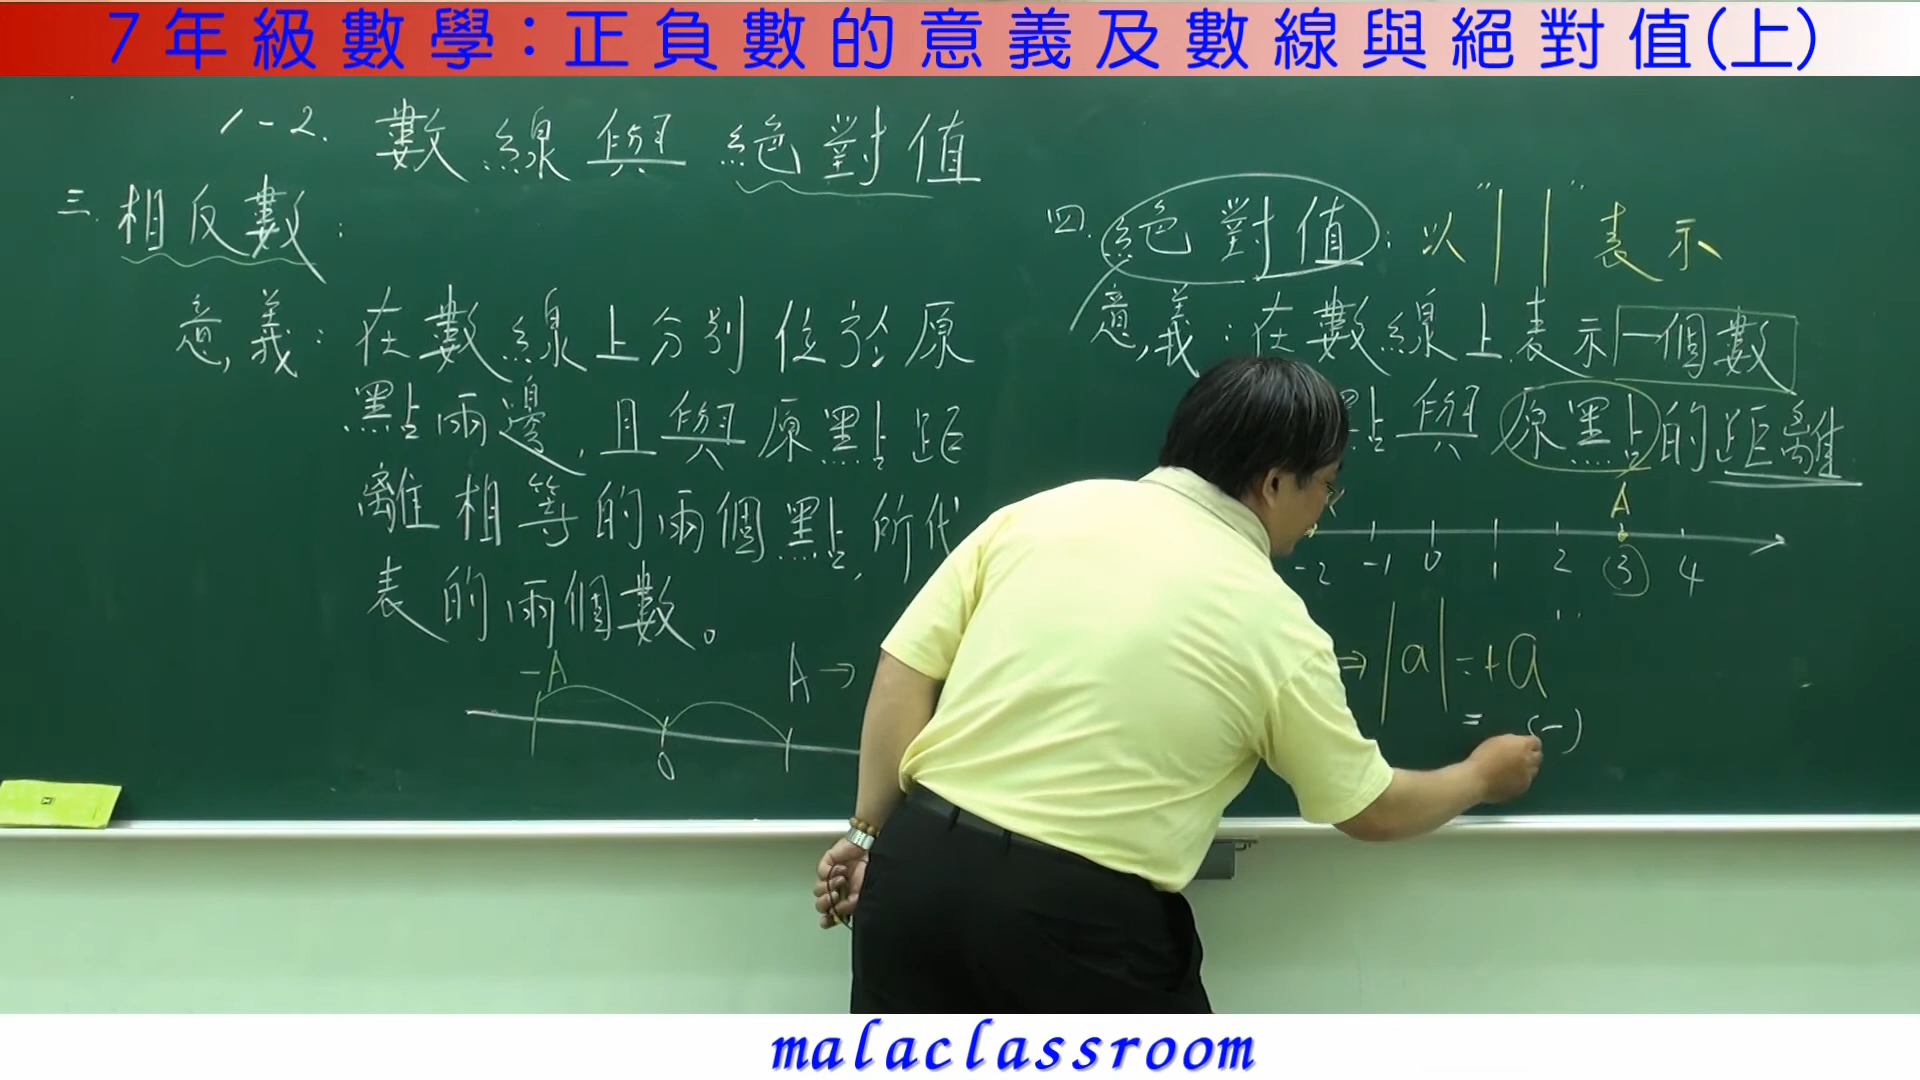 7年級數學:正負數的意義及數線與絕對值(上)
1-2. 數線與絕對值
三. 相反數:
意義: 在數線上分別位於原
點兩邊, 且與原點距
離相等的兩個點, 所代
表的兩個數。
-A
A →
0
四. 絕對值: 以 "| |" 表示
意義: 在數線上表示一個數
點與原點的距離
A
-2 -1 0 1 2 3 4
⇒ |a| = +a
= (-)
malaclassroom